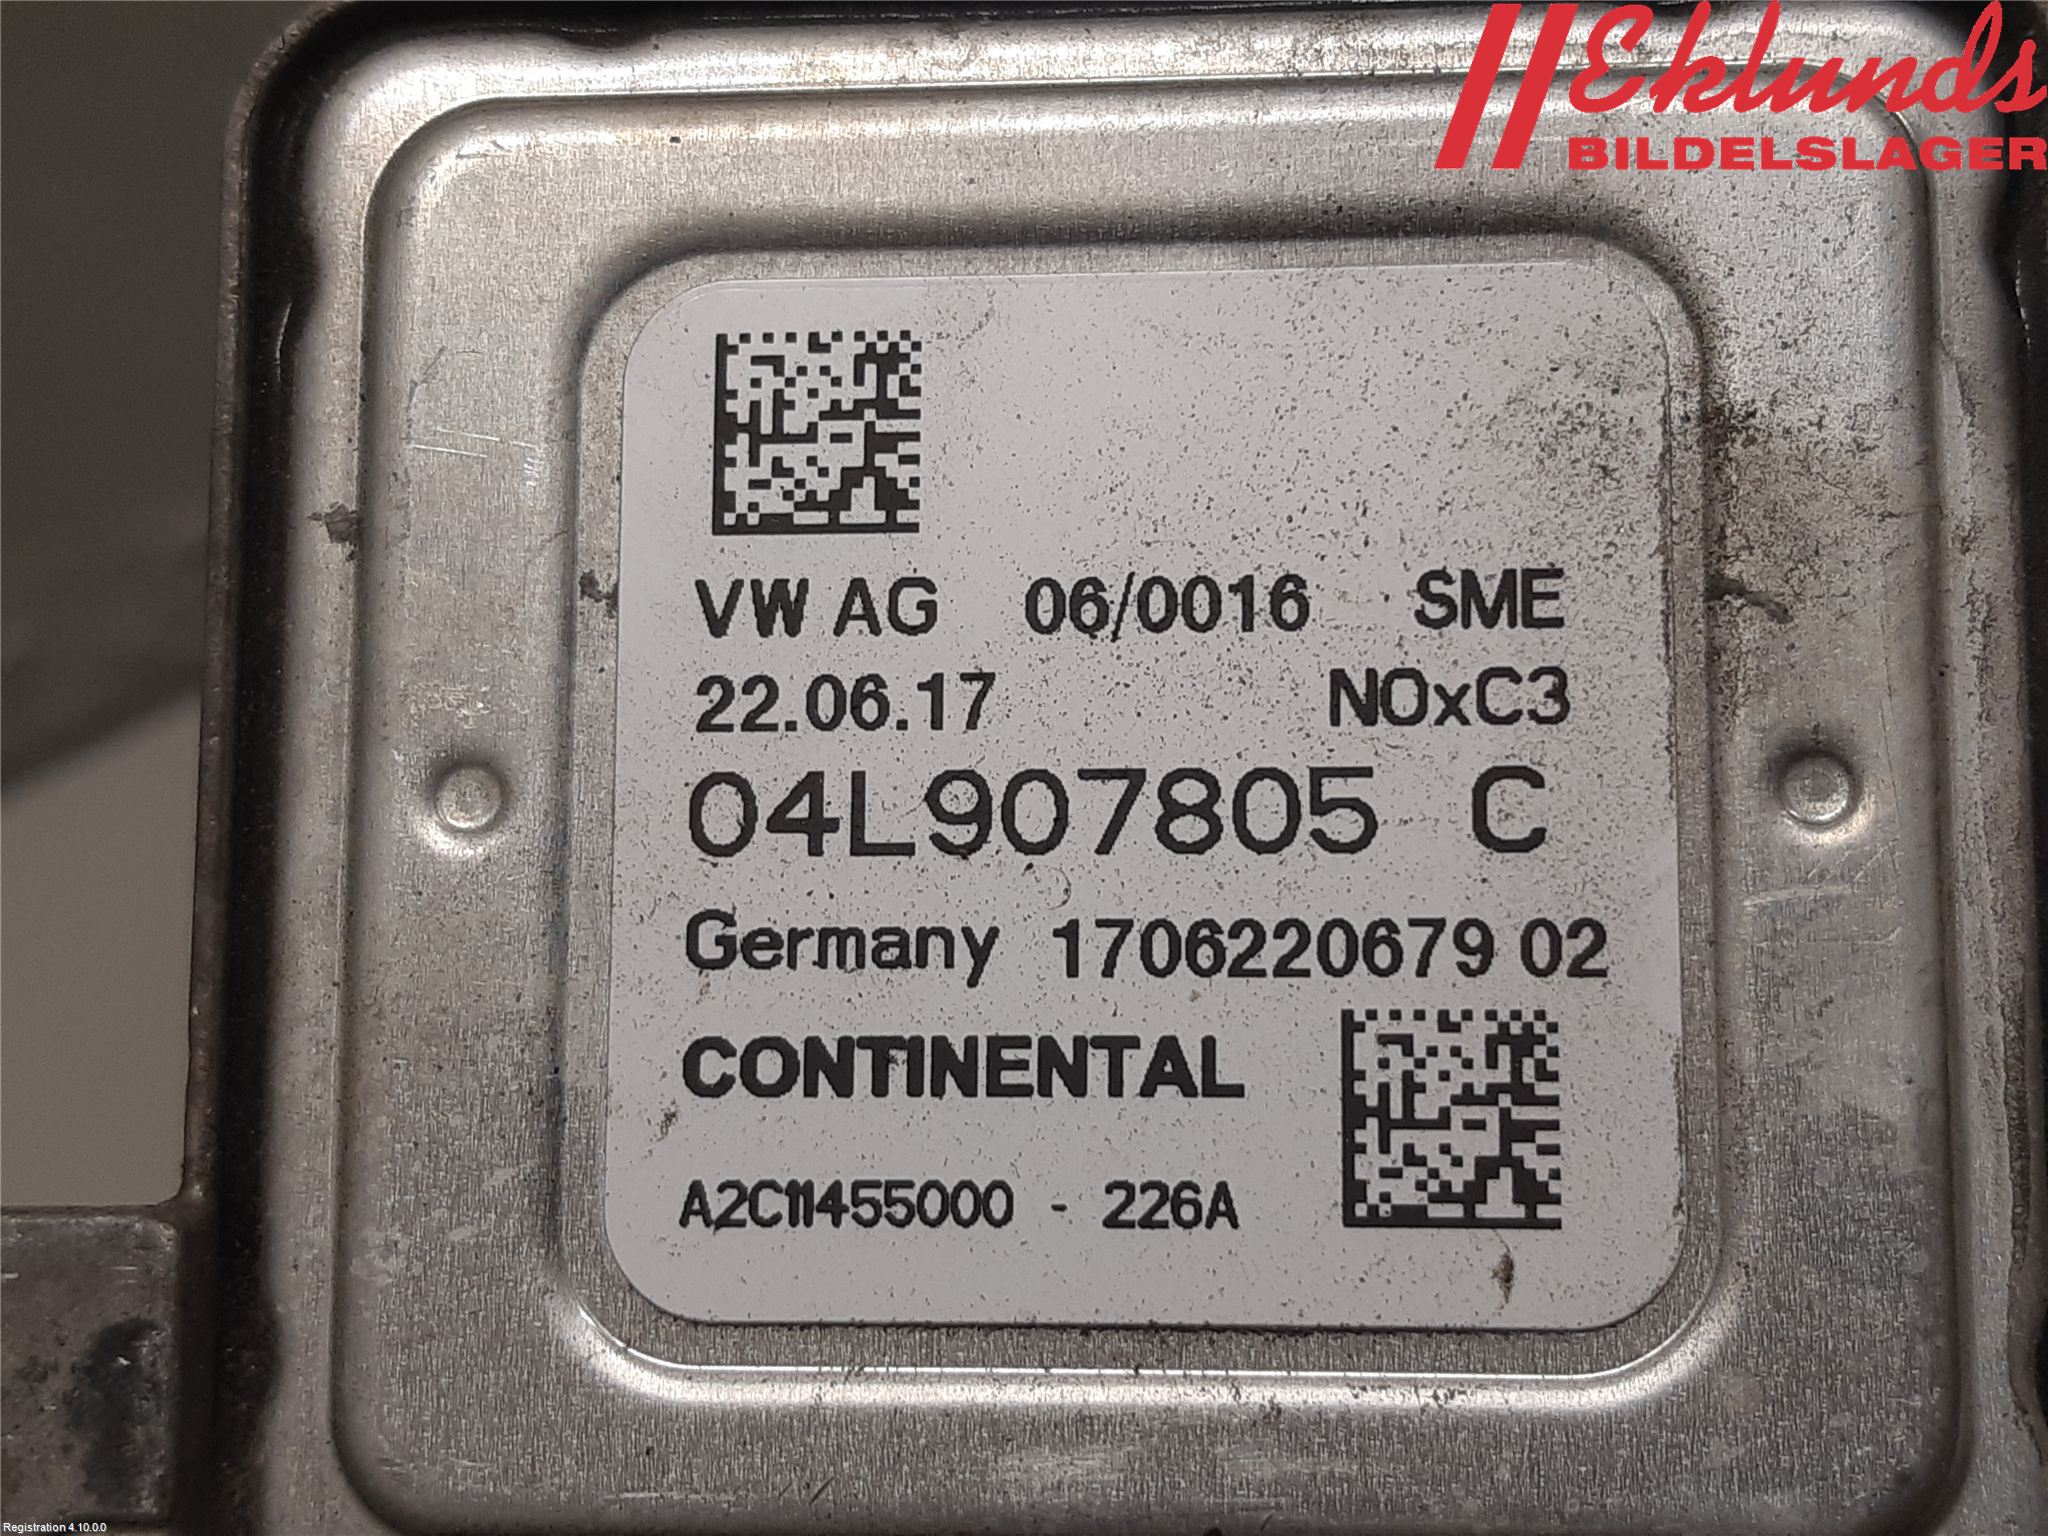 Eklunds
BILDELSLAGER
VW AG 06/0016 SME
22.06.17 NOxC3
04L907805 C
Germany 1706220679 02
CONTINENTAL
A2C11455000 - 226A
Registration 4.10.0.0